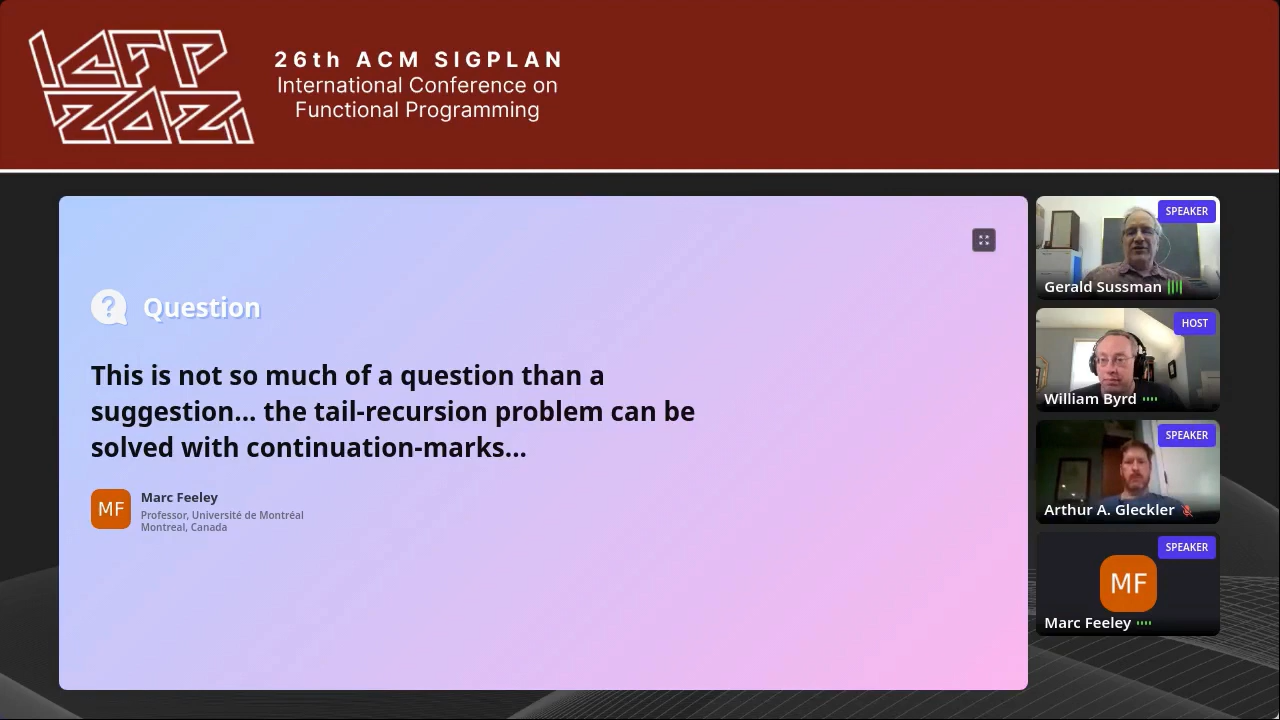 ICFP
2021
26th ACM SIGPLAN
International Conference on
Functional Programming
? Question
This is not so much of a question than a
suggestion... the tail-recursion problem can be
solved with continuation-marks...
MF
Marc Feeley
Professor, Université de Montréal
Montreal, Canada
SPEAKER
Gerald Sussman
HOST
William Byrd
SPEAKER
Arthur A. Gleckler
SPEAKER
MF
Marc Feeley